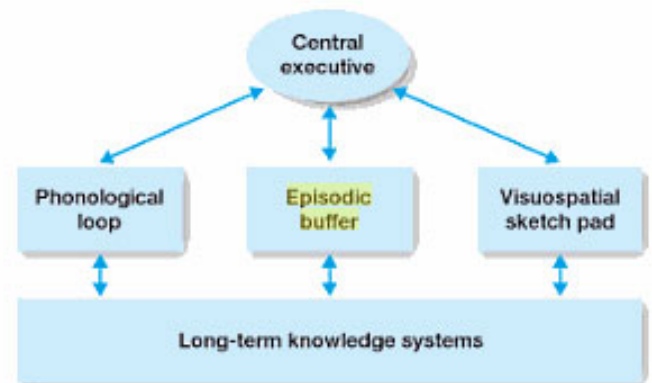 Central
executive
Phonological
loop
Episodic
buffer
Visuospatial
sketch pad
Long-term knowledge systems